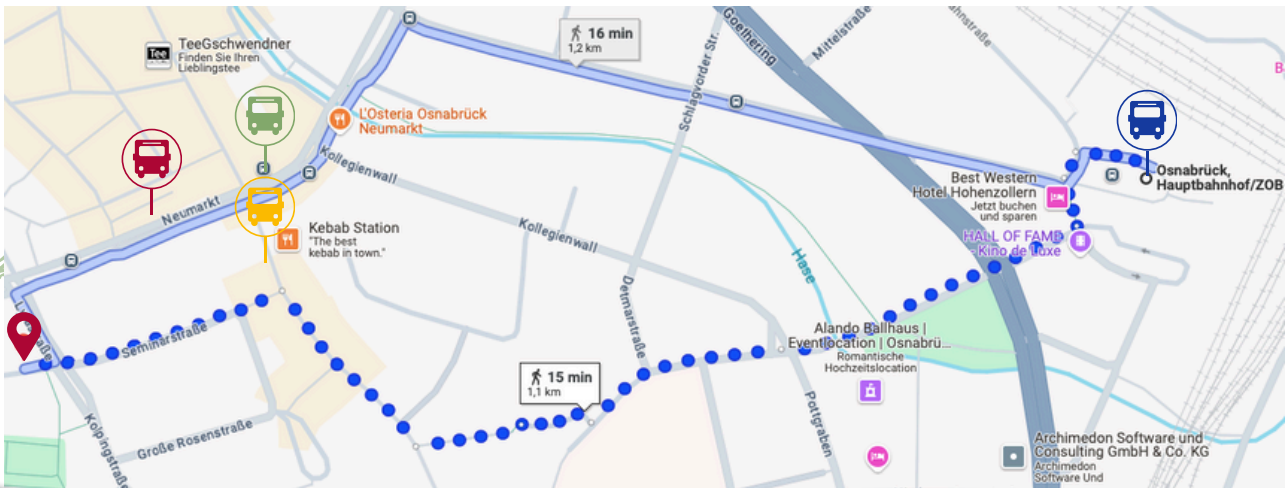 TeeGschwendner
Finden Sie Ihren
Lieblingstee
Tee
16 min
1,2 km
Goethering
Mittelstraße
Schlagvorder Str.
L'Osteria Osnabrück
Neumarkt
Kollegienwall
Neumarkt
Kebab Station
"The best
kebab in town."
Kollegienwall
Hase
Best Western
Hotel Hohenzollern
Jetzt buchen
und sparen
Osnabrück,
Hauptbahnhof/ZOB
HALL OF FAME
Kino de Luxe
Detmarstraße
Seminarstraße
Alando Ballhaus |
Eventlocation | Osnabrü...
Romantische
Hochzeitslocation
15 min
1,1 km
Pottgraben
Kolpingstraße
Große Rosenstraße
Archimedon Software und
Consulting GmbH & Co. KG
Archimedon
Software Und